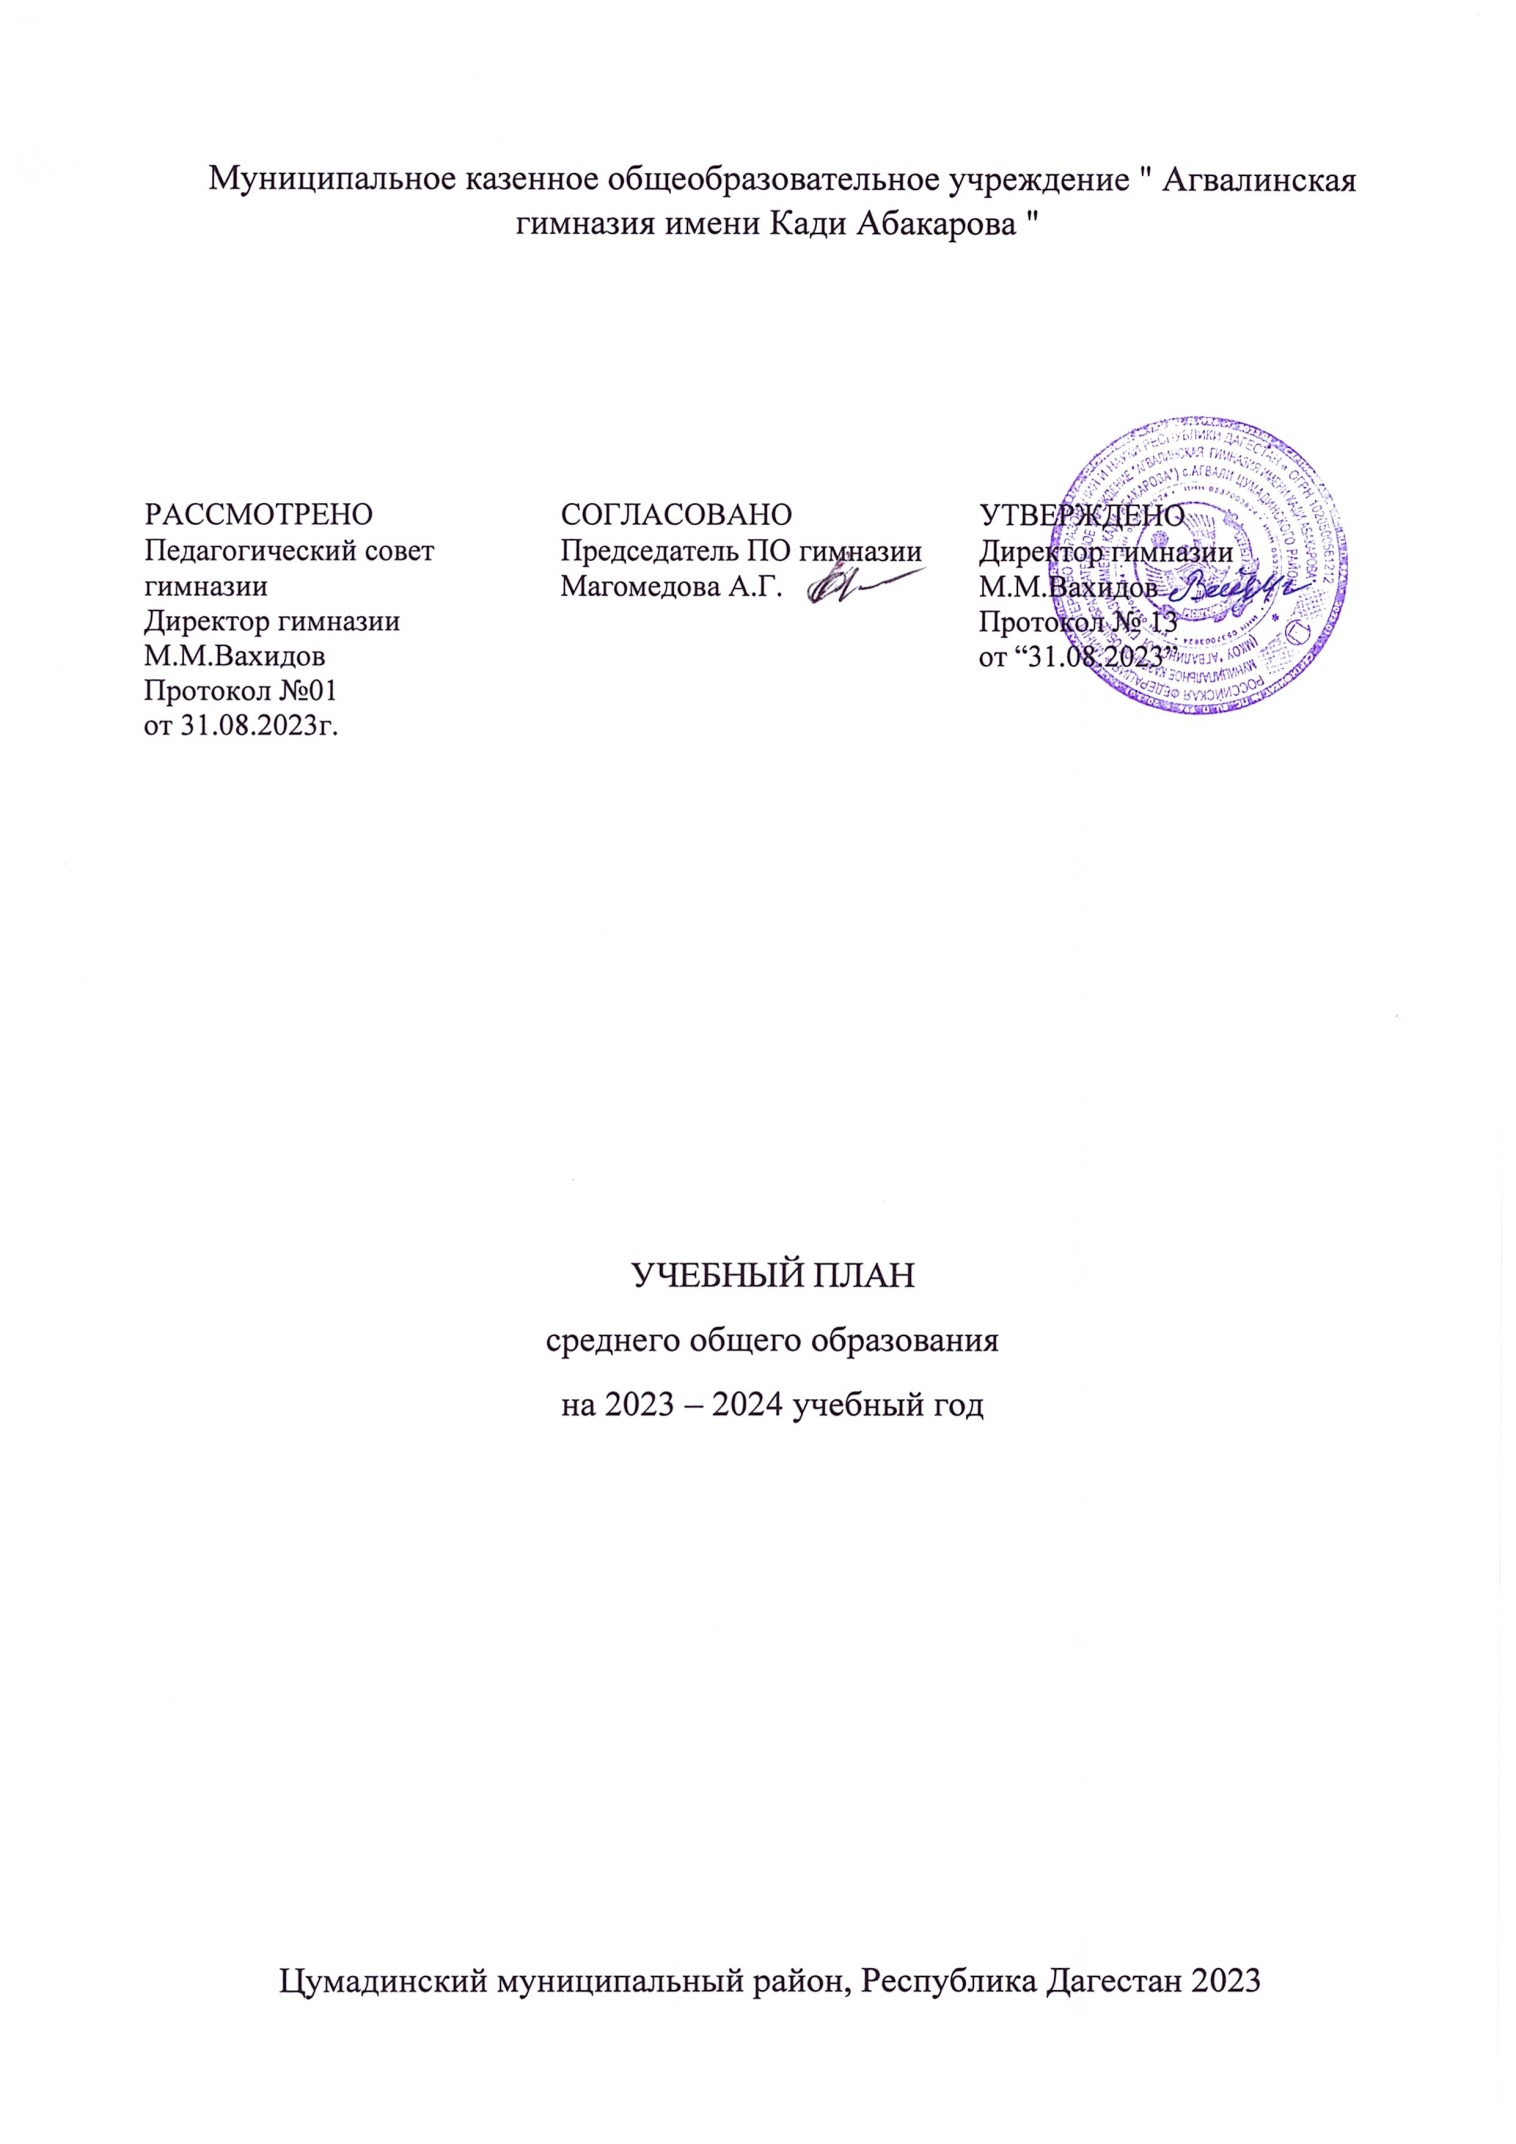 Муниципальное казенное общеобразовательное учреждение " Агвалинская
гимназия имени Кади Абакарова "
РАССМОТРЕНО
Педагогический совет
гимназии
Директор гимназии
М.М.Вахидов
Протокол №01
от 31.08.2023г.
СОГЛАСОВАНО
Председатель ПО гимназии
Магомедова А.Г.
УТВЕРЖДЕНО
Директор гимназии
М.М.Вахидов
Протокол № 13
от “31.08.2023”
УЧЕБНЫЙ ПЛАН
среднего общего образования
на 2023 – 2024 учебный год
Цумадинский муниципальный район, Республика Дагестан 2023